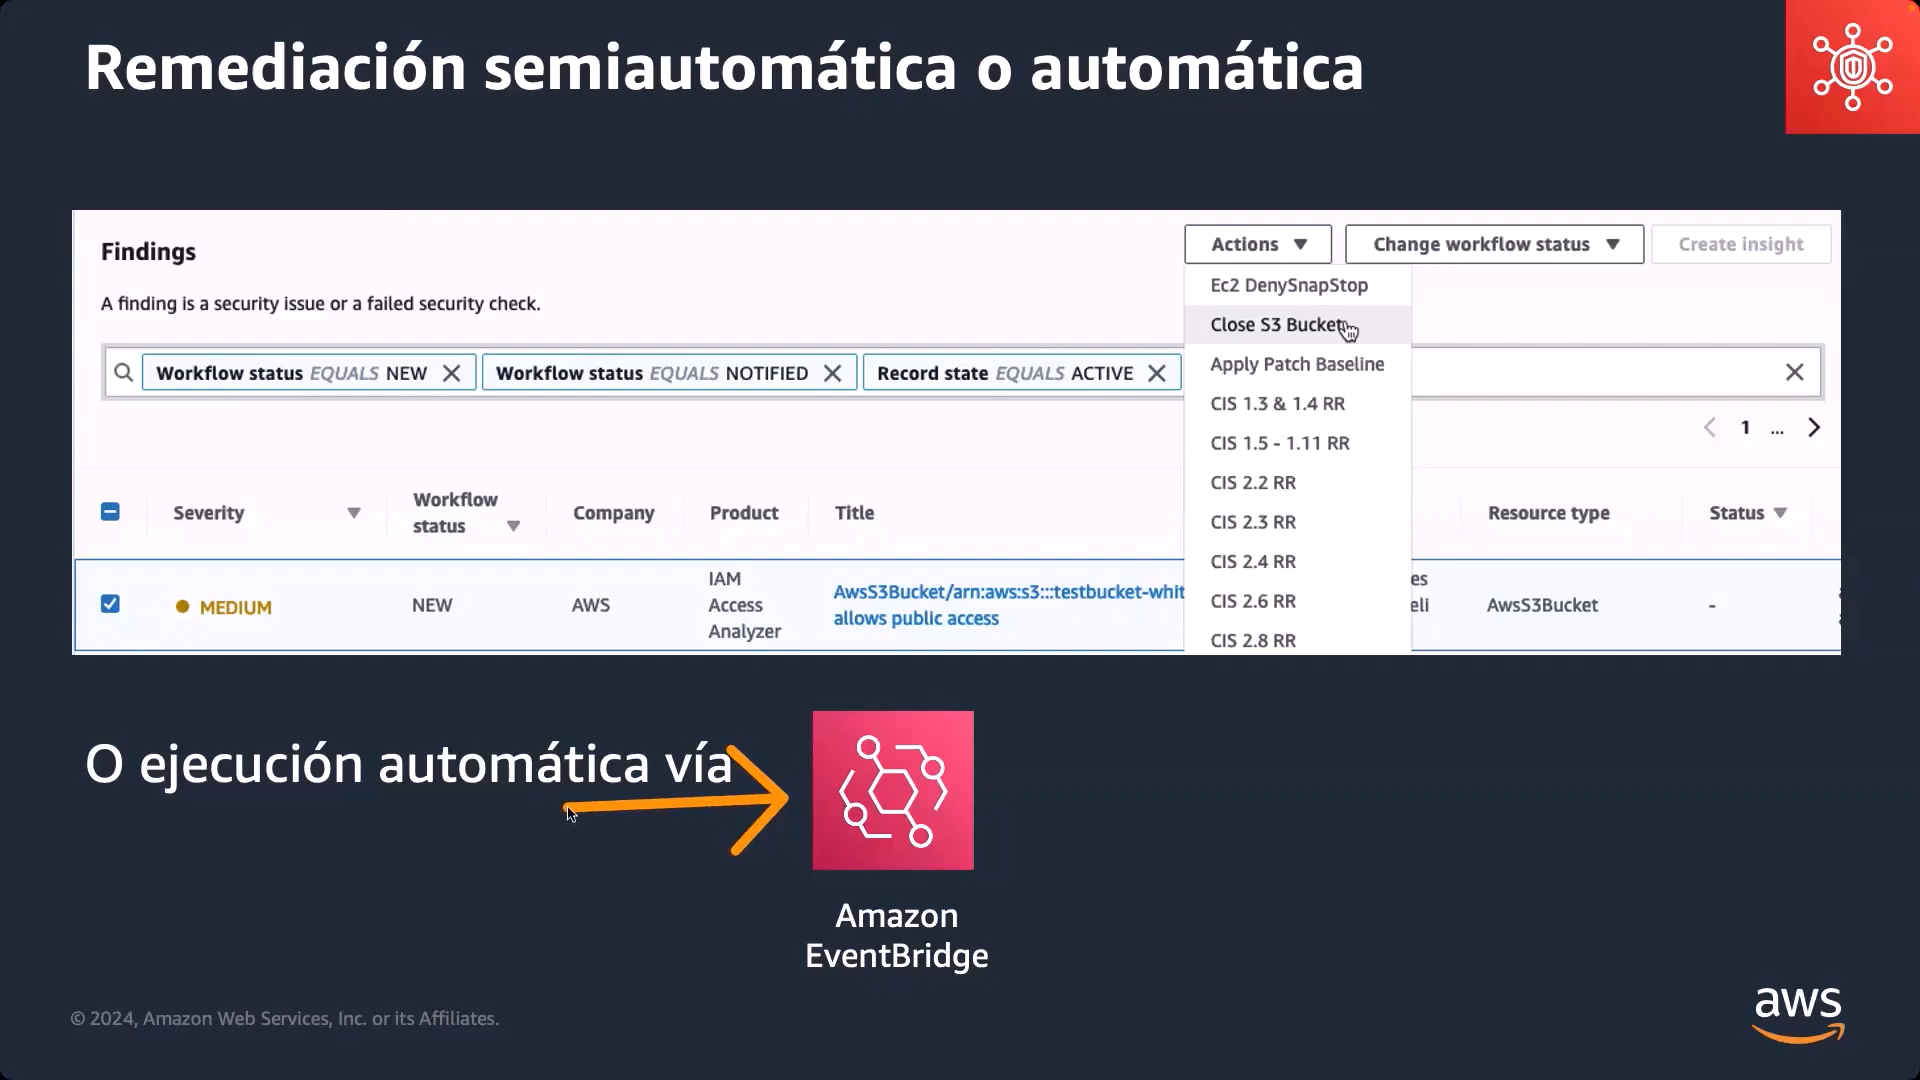 Remediación semiautomática o automática
Findings
Actions
Change workflow status
Create insight
A finding is a security issue or a failed security check.
Ec2 DenySnapStop
Close S3 Bucket
Apply Patch Baseline
CIS 1.3 & 1.4 RR
CIS 1.5 - 1.11 RR
CIS 2.2 RR
CIS 2.3 RR
CIS 2.4 RR
CIS 2.6 RR
CIS 2.8 RR
Workflow status EQUALS NEW
Workflow status EQUALS NOTIFIED
Record state EQUALS ACTIVE
1 ...
Severity
Workflow
status
Company
Product
Title
Resource type
Status
MEDIUM
NEW
AWS
IAM
Access
Analyzer
AwsS3Bucket/arn:aws:s3:::testbucket-whit
allows public access
es
eli
AwsS3Bucket
-
O ejecución automática vía
Amazon
EventBridge
© 2024, Amazon Web Services, Inc. or its Affiliates.
aws